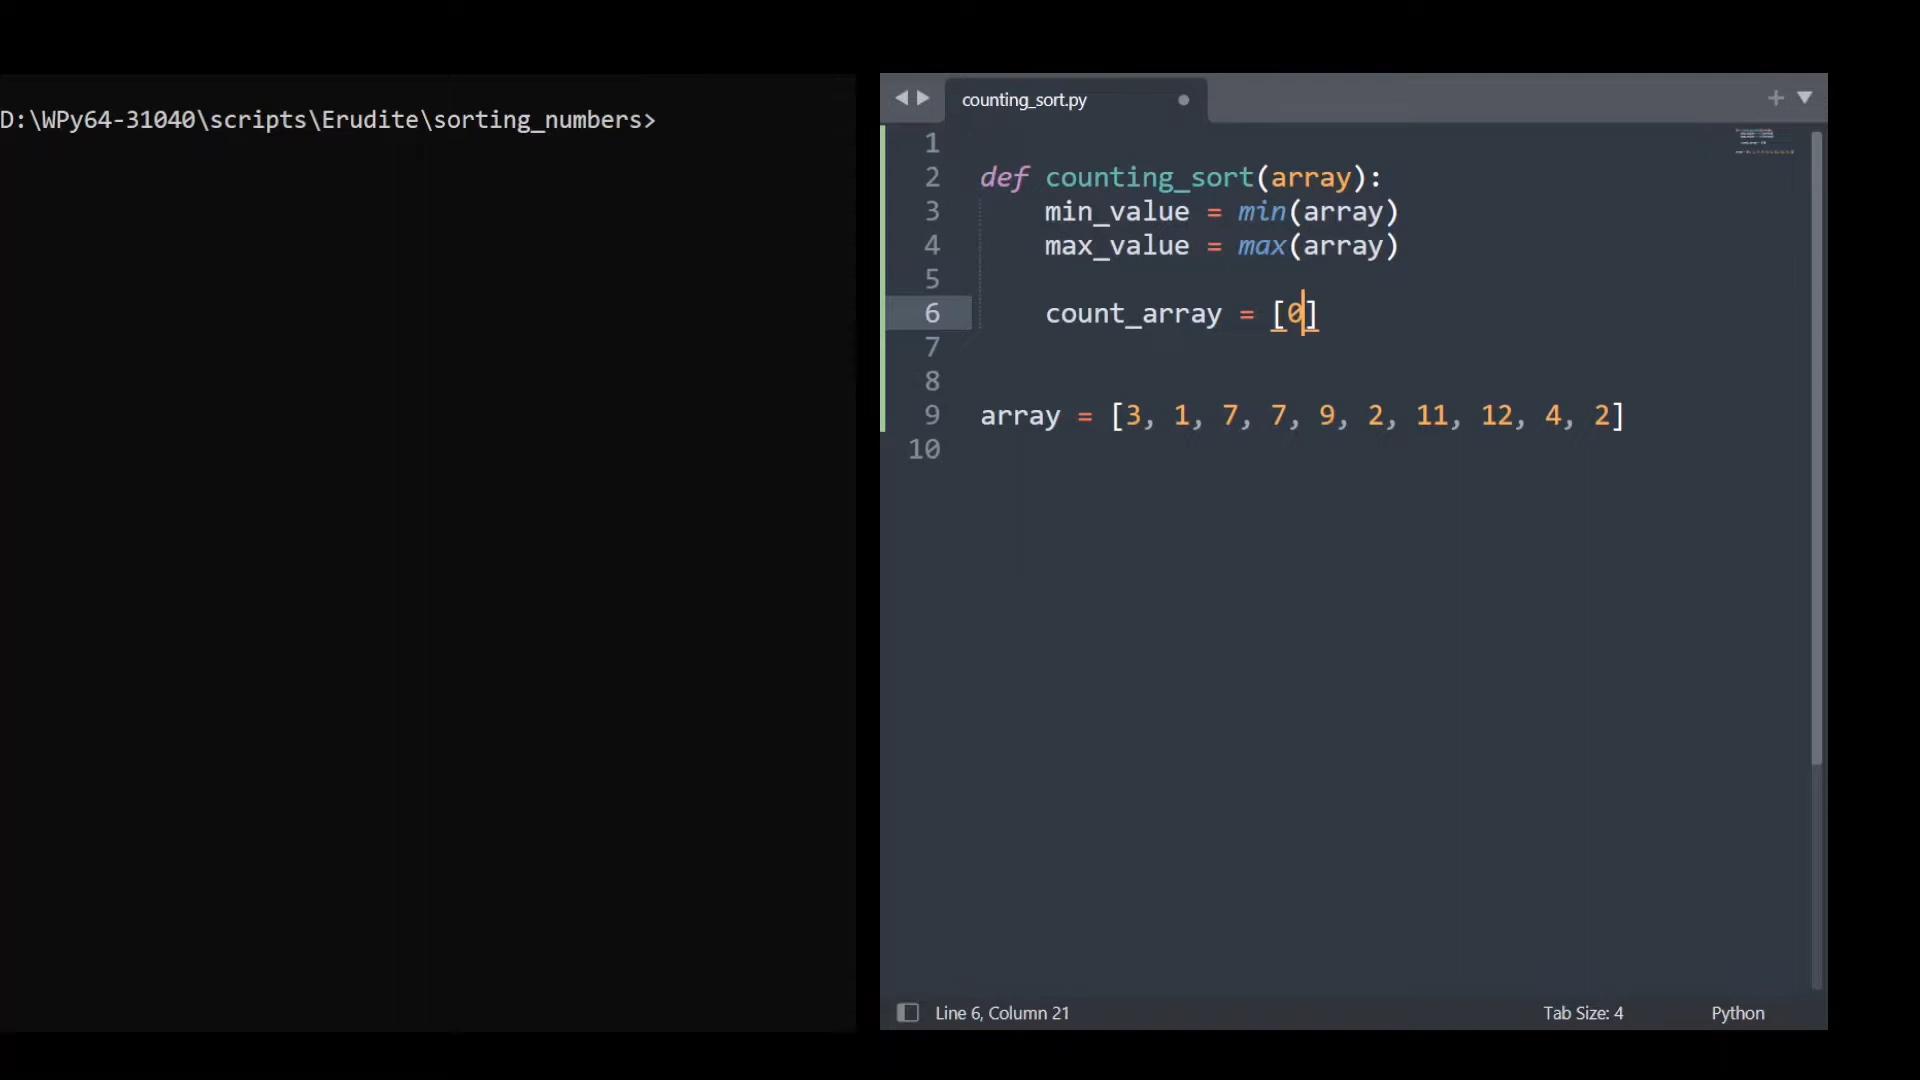 D:\WPy64-31040\scripts\Erudite\sorting_numbers>
counting_sort.py
1
2 def counting_sort(array):
3 min_value = min(array)
4 max_value = max(array)
5
6 count_array = [0]
7
8
9 array = [3, 1, 7, 7, 9, 2, 11, 12, 4, 2]
10
Line 6, Column 21
Tab Size: 4
Python